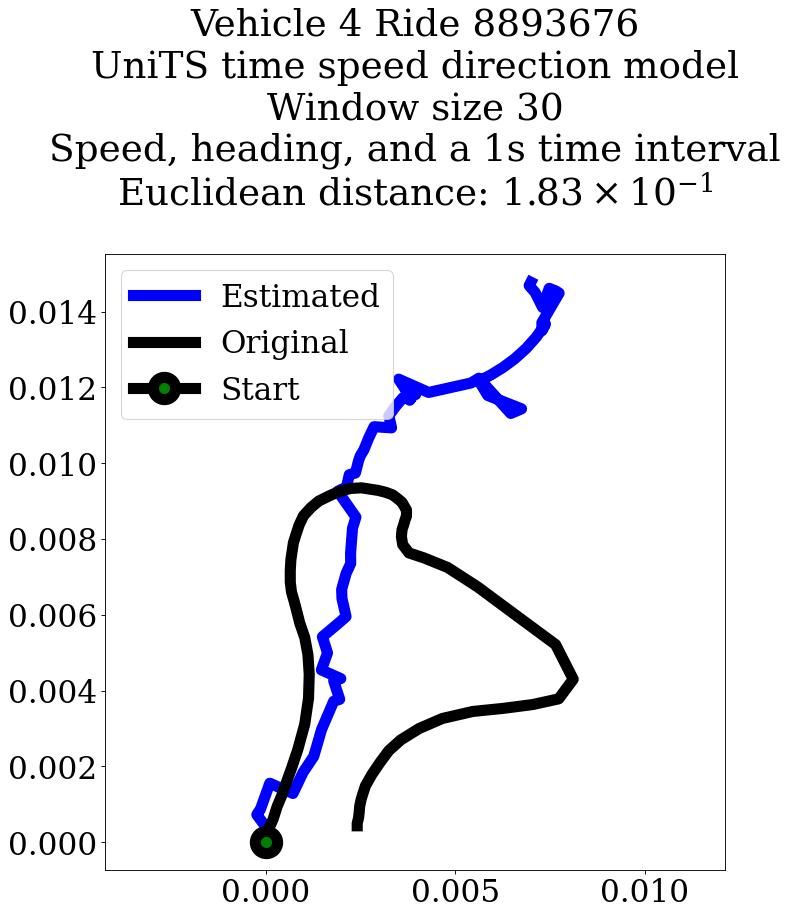 Vehicle 4 Ride 8893676
UniTS time speed direction model
Window size 30
Speed, heading, and a 1s time interval
Euclidean distance: $1.83 \times 10^{-1}$
Estimated
Original
Start
0.014
0.012
0.010
0.008
0.006
0.004
0.002
0.000
0.000 0.005 0.010